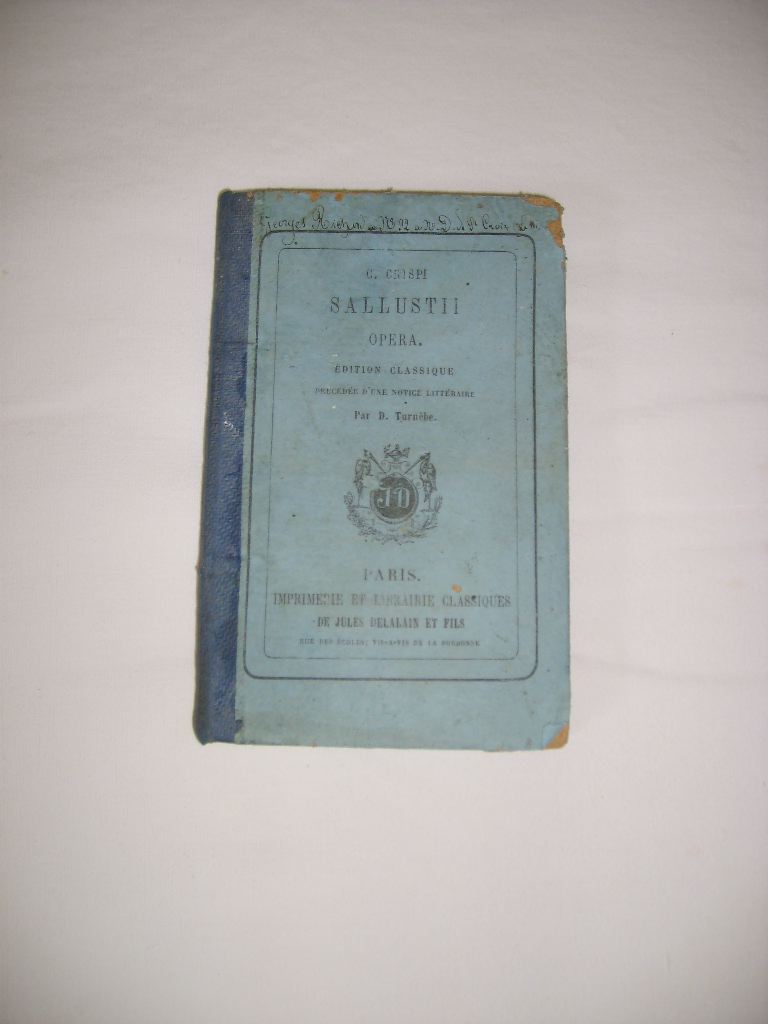 Georges
C. CRISPI
SALLUSTII
OPERA.
ÉDITION CLASSIQUE
PRÉCÉDÉE D'UNE NOTICE LITTÉRAIRE
Par D. Turnèbe.
JD
PARIS.
IMPRIMERIE ET LIBRAIRIE CLASSIQUES
DE JULES DELALAIN ET FILS
RUE DES ÉCOLES, VIS-A-VIS DE LA SORBONNE